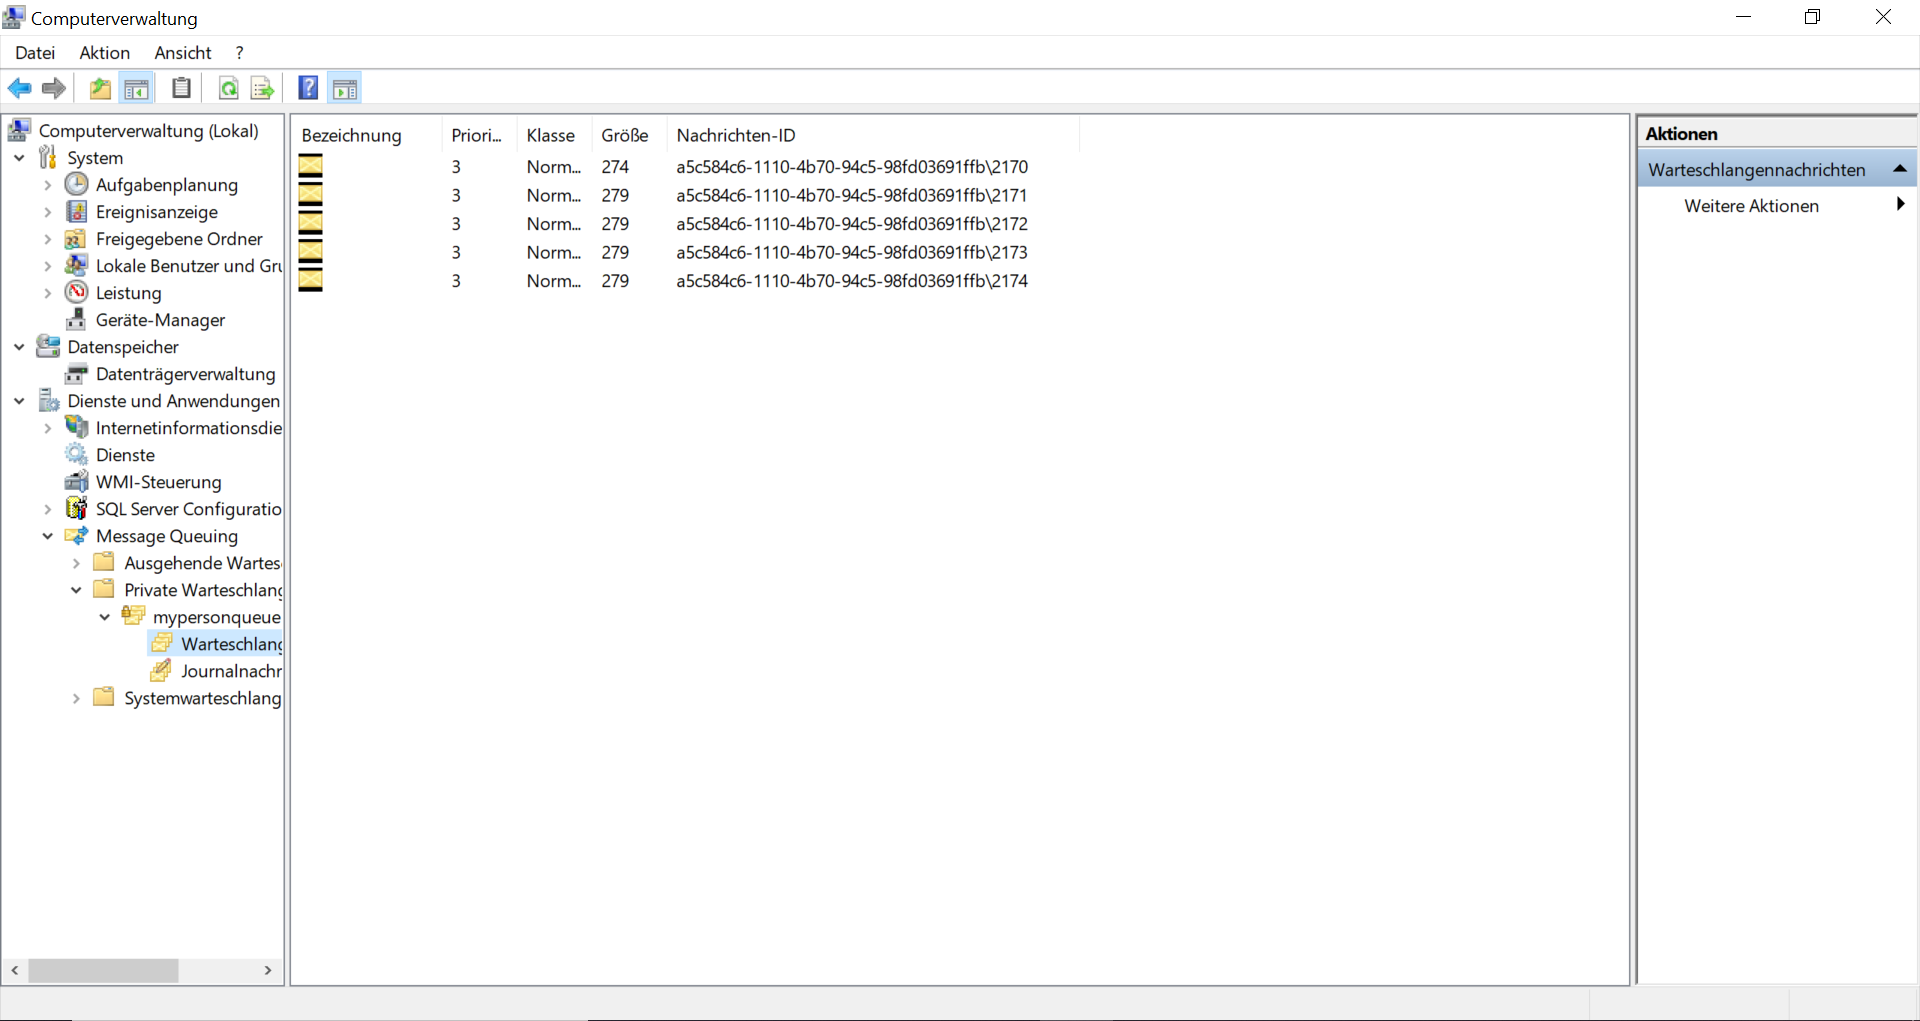 Computerverwaltung
Datei Aktion Ansicht ?
Computerverwaltung (Lokal)
System
Aufgabenplanung
Ereignisanzeige
Freigegebene Ordner
Lokale Benutzer und Gru
Leistung
Geräte-Manager
Datenspeicher
Datenträgerverwaltung
Dienste und Anwendungen
Internetinformationsdie
Dienste
WMI-Steuerung
SQL Server Configuratio
Message Queuing
Ausgehende Wartes
Private Warteschlang
mypersonqueue
Warteschlang
Journalnachr
Systemwarteschlang
Bezeichnung Priori... Klasse Größe Nachrichten-ID
3 Norm... 274 a5c584c6-1110-4b70-94c5-98fd03691ffb\2170
3 Norm... 279 a5c584c6-1110-4b70-94c5-98fd03691ffb\2171
3 Norm... 279 a5c584c6-1110-4b70-94c5-98fd03691ffb\2172
3 Norm... 279 a5c584c6-1110-4b70-94c5-98fd03691ffb\2173
3 Norm... 279 a5c584c6-1110-4b70-94c5-98fd03691ffb\2174
Aktionen
Warteschlangennachrichten
Weitere Aktionen